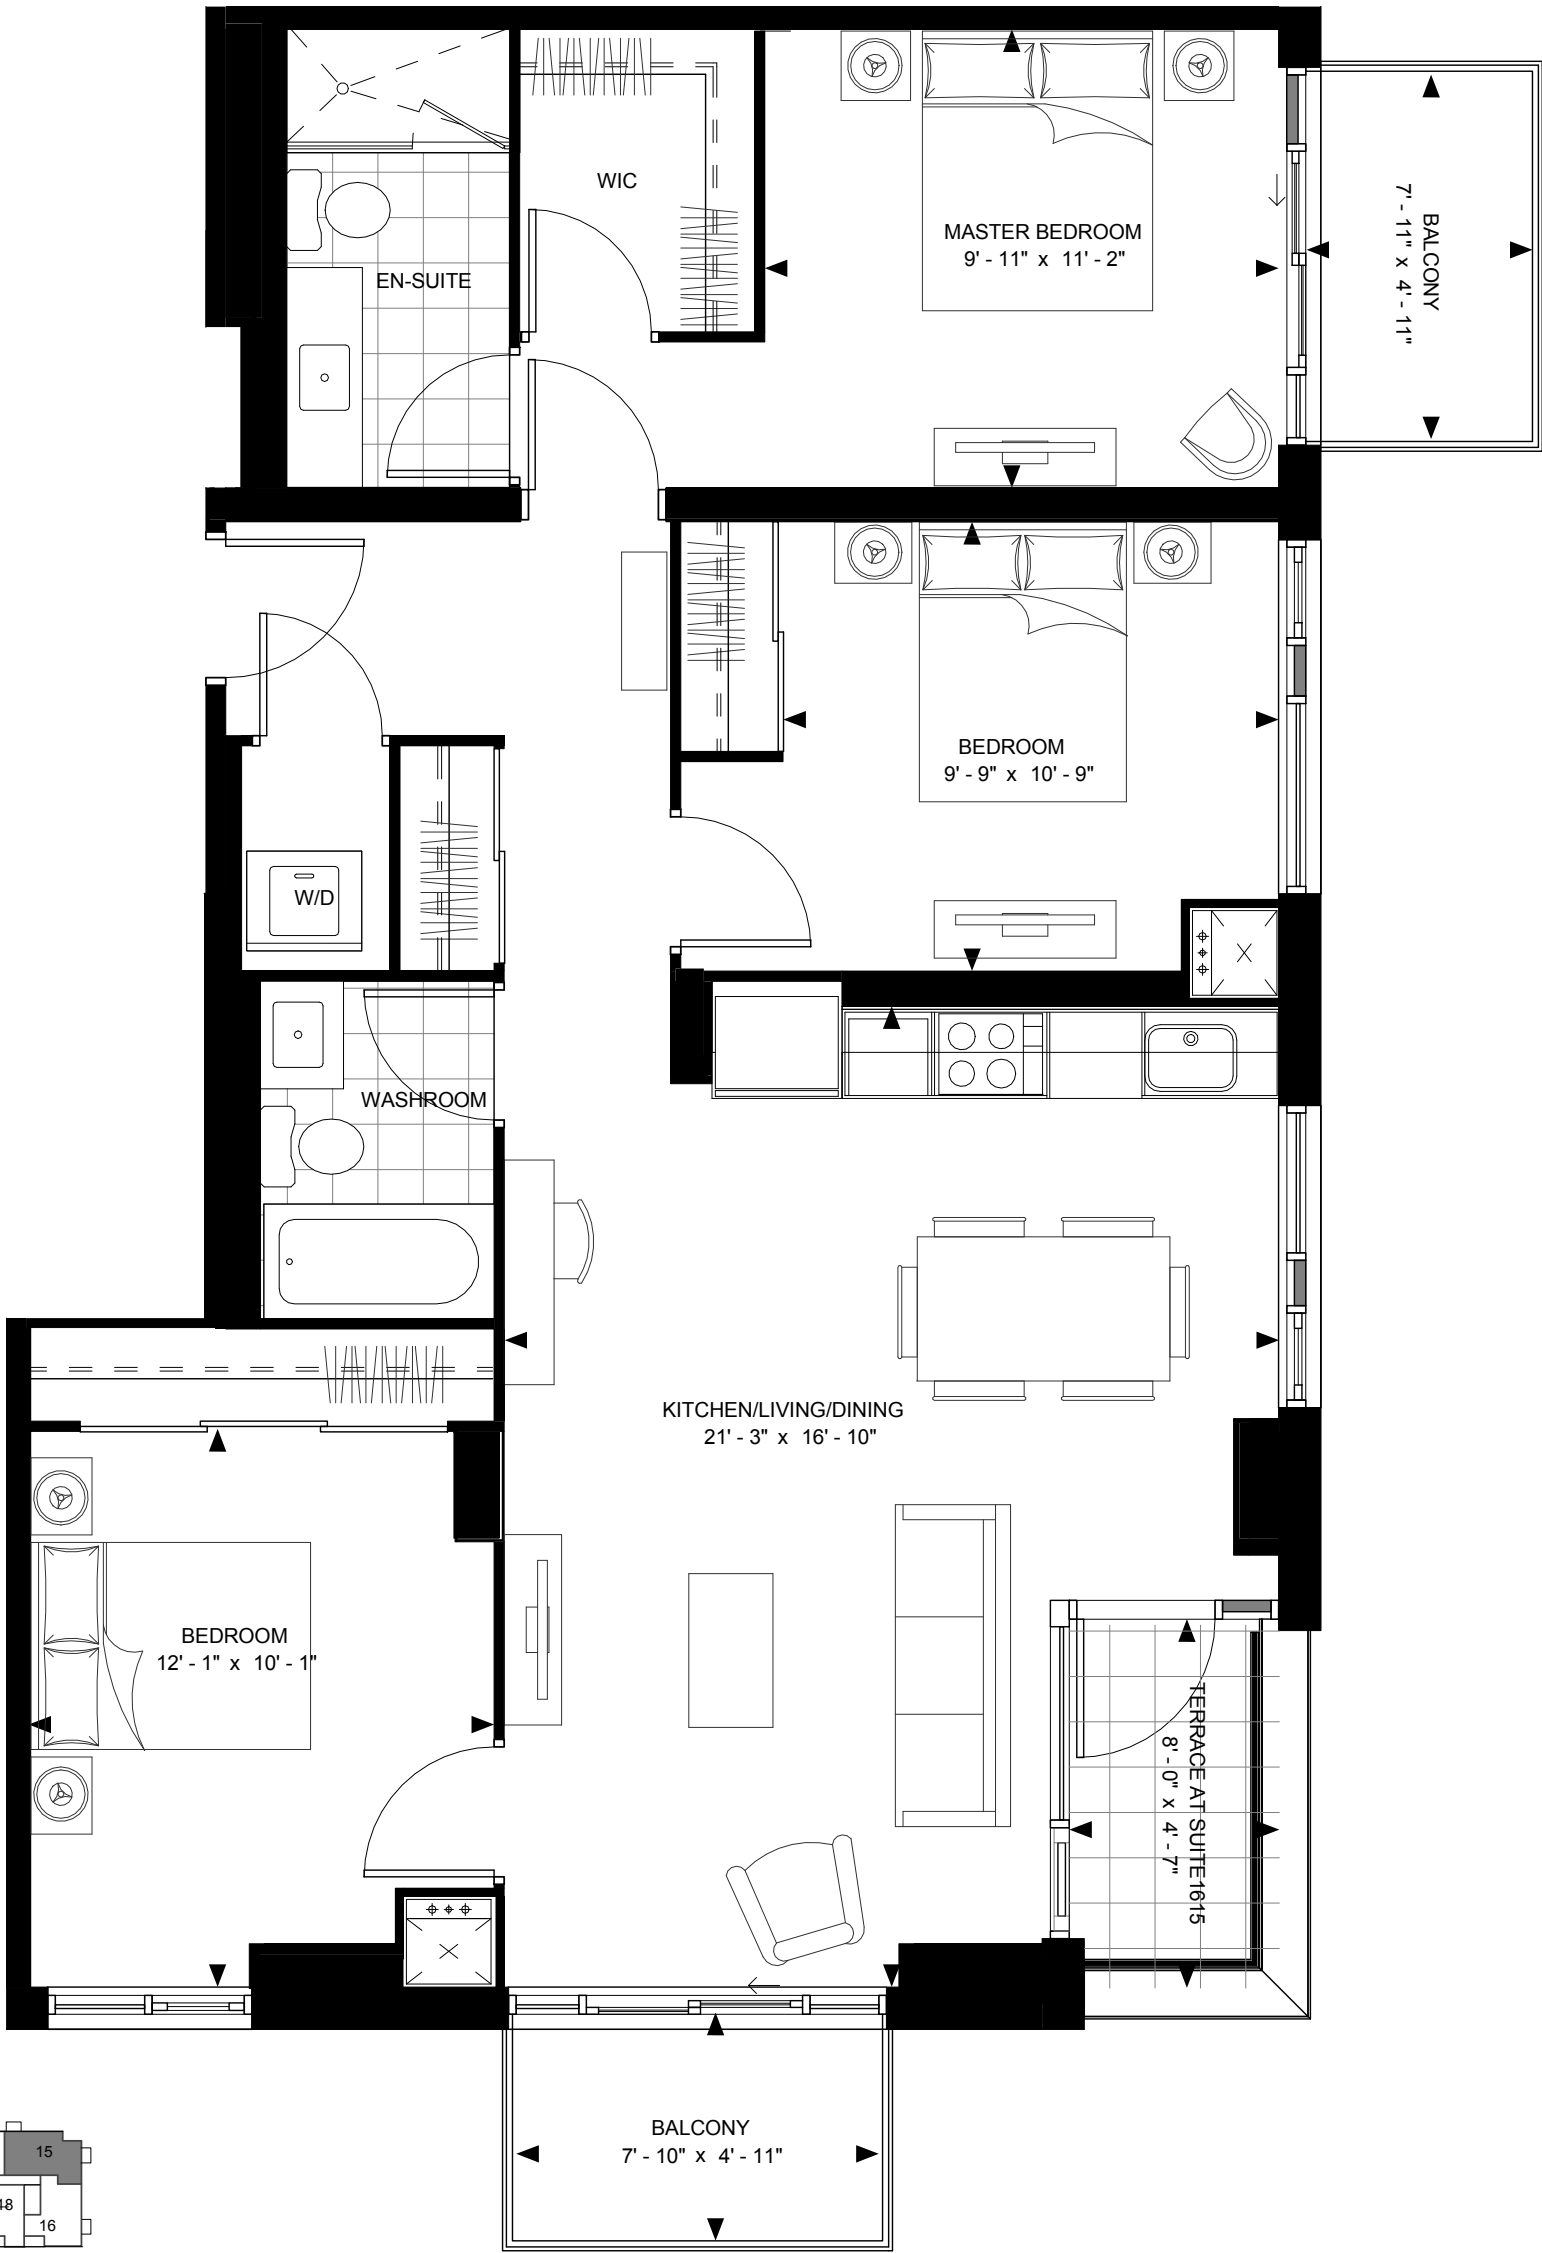 WIC
MASTER BEDROOM
9' - 11" x 11' - 2"
BALCONY
7' - 11" x 4' - 11"
EN-SUITE
BEDROOM
9' - 9" x 10' - 9"
W/D
WASHROOM
KITCHEN/LIVING/DINING
21' - 3" x 16' - 10"
BEDROOM
12' - 1" x 10' - 1"
TERRACE AT SUITE1615
8' - 0" x 4' - 7"
BALCONY
7' - 10" x 4' - 11"
15
16